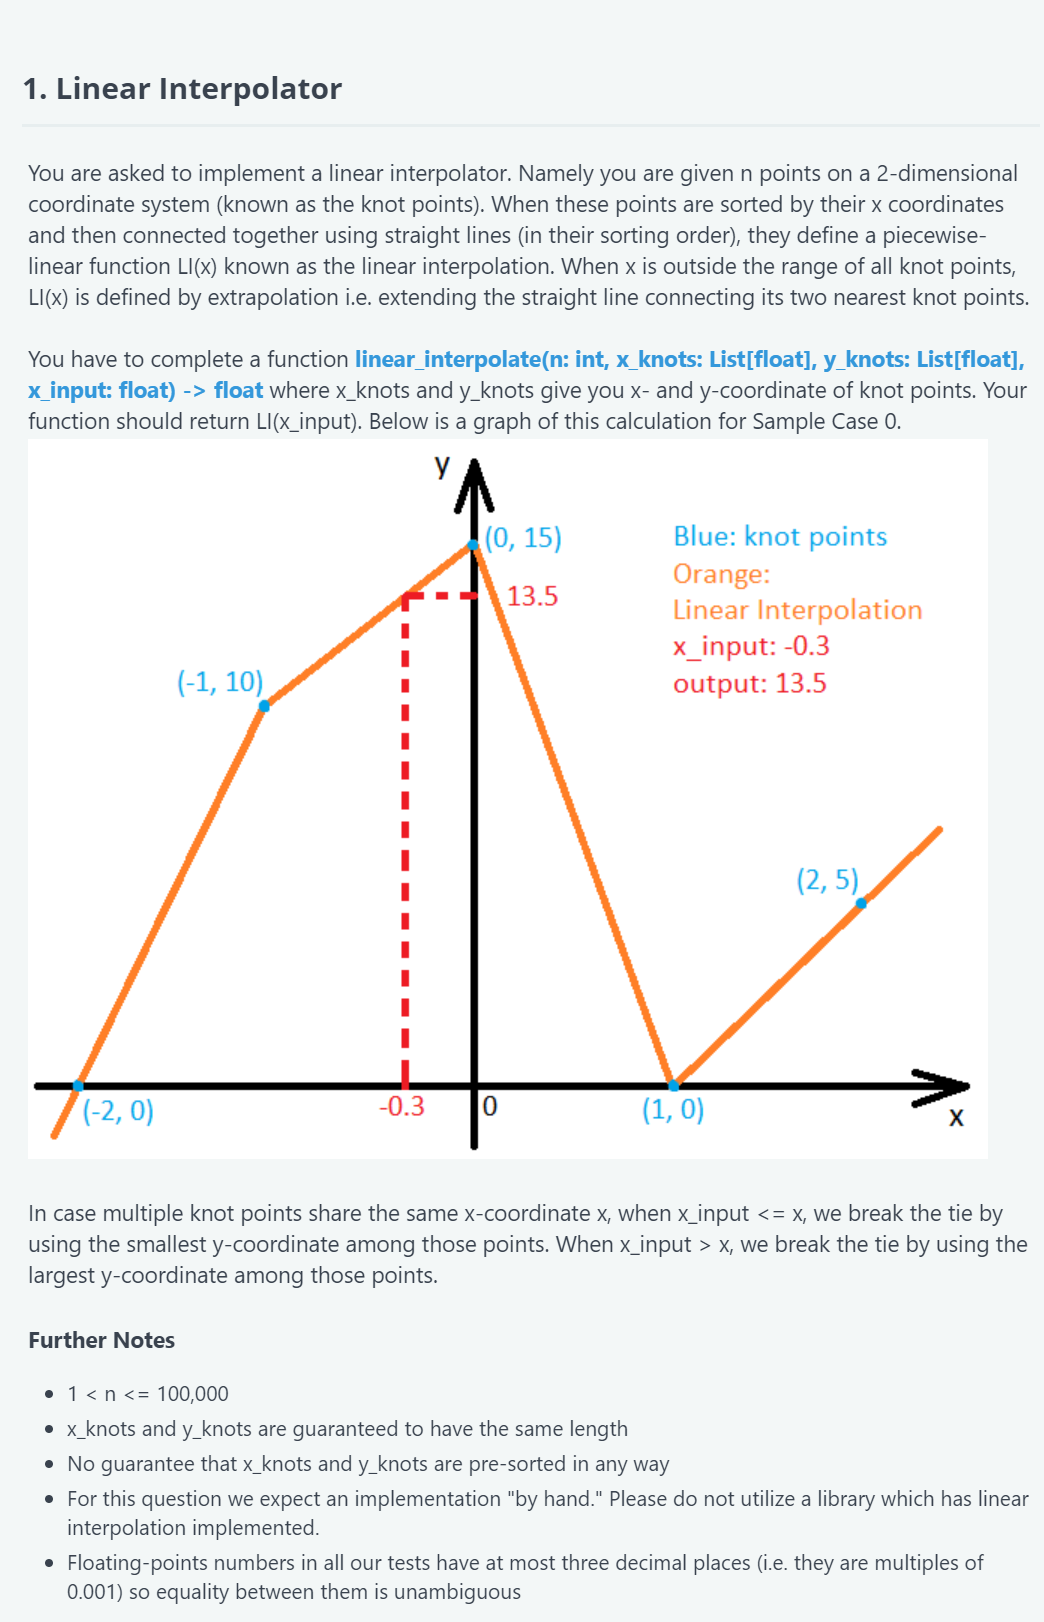 1. Linear Interpolator
You are asked to implement a linear interpolator. Namely you are given n points on a 2-dimensional
coordinate system (known as the knot points). When these points are sorted by their x coordinates
and then connected together using straight lines (in their sorting order), they define a piecewise-
linear function LI(x) known as the linear interpolation. When x is outside the range of all knot points,
LI(x) is defined by extrapolation i.e. extending the straight line connecting its two nearest knot points.
You have to complete a function linear_interpolate(n: int, x_knots: List[float], y_knots: List[float],
x_input: float) -> float where x_knots and y_knots give you x- and y-coordinate of knot points. Your
function should return LI(x_input). Below is a graph of this calculation for Sample Case 0.
y
(0, 15)
13.5
Blue: knot points
Orange:
Linear Interpolation
x_input: -0.3
output: 13.5
(-1, 10)
(2, 5)
(-2, 0)
-0.3
0
(1, 0)
x
In case multiple knot points share the same x-coordinate x, when x_input <= x, we break the tie by
using the smallest y-coordinate among those points. When x_input > x, we break the tie by using the
largest y-coordinate among those points.
Further Notes
• 1 < n <= 100,000
• x_knots and y_knots are guaranteed to have the same length
• No guarantee that x_knots and y_knots are pre-sorted in any way
• For this question we expect an implementation "by hand." Please do not utilize a library which has linear
interpolation implemented.
• Floating-points numbers in all our tests have at most three decimal places (i.e. they are multiples of
0.001) so equality between them is unambiguous